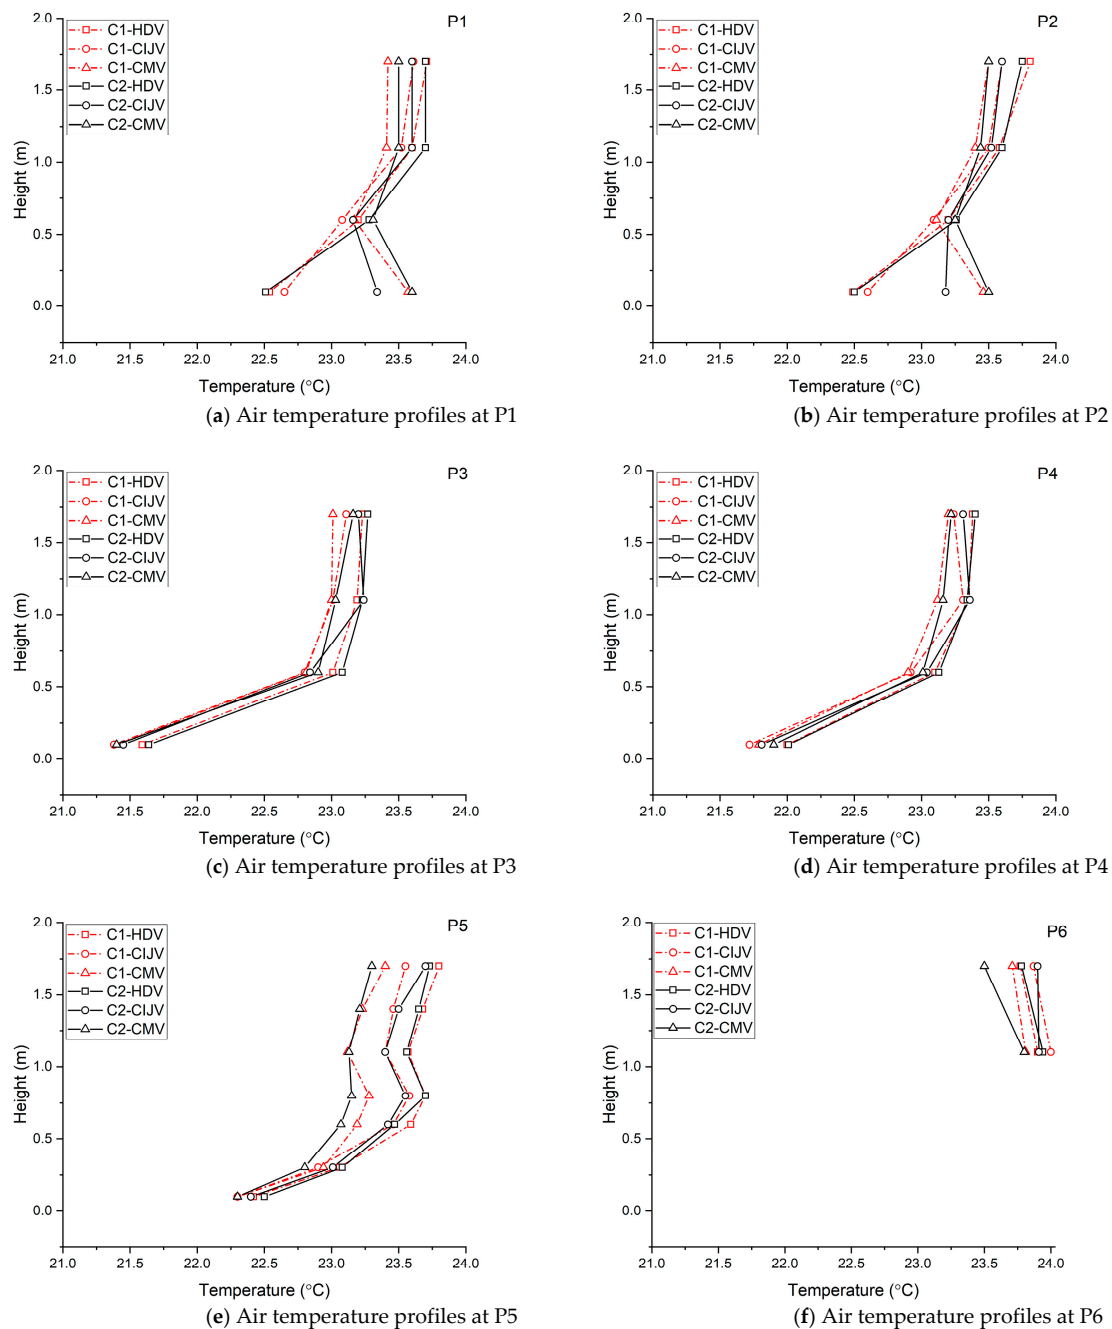 P1
C1-HDV
C1-CIJV
C1-CMV
C2-HDV
C2-CIJV
C2-CMV
Height (m)
2.0
1.5
1.0
0.5
0.0
21.0 21.5 22.0 22.5 23.0 23.5 24.0
Temperature (°C)
(a) Air temperature profiles at P1
P2
C1-HDV
C1-CIJV
C1-CMV
C2-HDV
C2-CIJV
C2-CMV
Height (m)
2.0
1.5
1.0
0.5
0.0
21.0 21.5 22.0 22.5 23.0 23.5 24.0
Temperature (°C)
(b) Air temperature profiles at P2
P3
C1-HDV
C1-CIJV
C1-CMV
C2-HDV
C2-CIJV
C2-CMV
Height (m)
2.0
1.5
1.0
0.5
0.0
21.0 21.5 22.0 22.5 23.0 23.5 24.0
Temperature (°C)
(c) Air temperature profiles at P3
P4
C1-HDV
C1-CIJV
C1-CMV
C2-HDV
C2-CIJV
C2-CMV
Height (m)
2.0
1.5
1.0
0.5
0.0
21.0 21.5 22.0 22.5 23.0 23.5 24.0
Temperature (°C)
(d) Air temperature profiles at P4
P5
C1-HDV
C1-CIJV
C1-CMV
C2-HDV
C2-CIJV
C2-CMV
Height (m)
2.0
1.5
1.0
0.5
0.0
21.0 21.5 22.0 22.5 23.0 23.5 24.0
Temperature (°C)
(e) Air temperature profiles at P5
P6
C1-HDV
C1-CIJV
C1-CMV
C2-HDV
C2-CIJV
C2-CMV
Height (m)
2.0
1.5
1.0
0.5
0.0
21.0 21.5 22.0 22.5 23.0 23.5 24.0
Temperature (°C)
(f) Air temperature profiles at P6